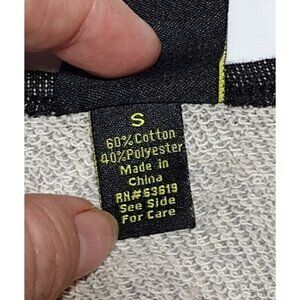 S
60% Cotton
40% Polyester
Made in
China
RN# 63619
See Side
For Care